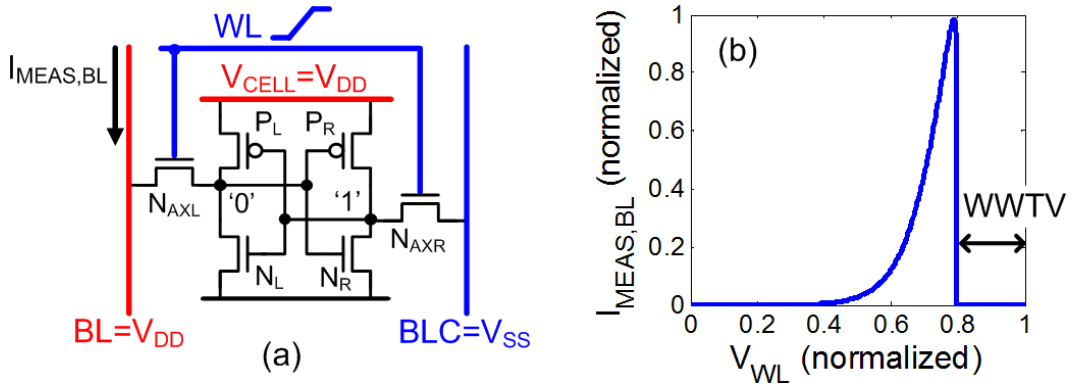 WL
I_MEAS,BL
V_CELL=V_DD
P_L P_R
N_AXL '0' '1' N_AXR
N_L N_R
BL=V_DD
BLC=V_SS
(a)
(b)
I_MEAS,BL (normalized)
1
0.8
0.6
0.4
0.2
0
WWTV
0 0.2 0.4 0.6 0.8 1
V_WL (normalized)